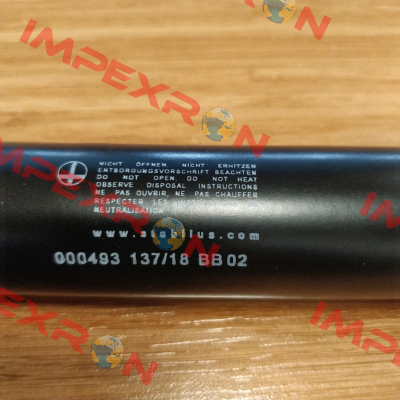 IMPEXRON
NICHT ÖFFNEN. NICHT ERHITZEN
ENTSORGUNGSVORSCHRIFT BEACHTEN
DO NOT OPEN. DO NOT HEAT
OBSERVE DISPOSAL INSTRUCTIONS
NE PAS OUVRIR. NE PAS CHAUFFER
RESPECTER LES
NEUTRALISATION
www.stabilus.com
000493 137/18 BB02
IMPEXRON
IMPEXRON